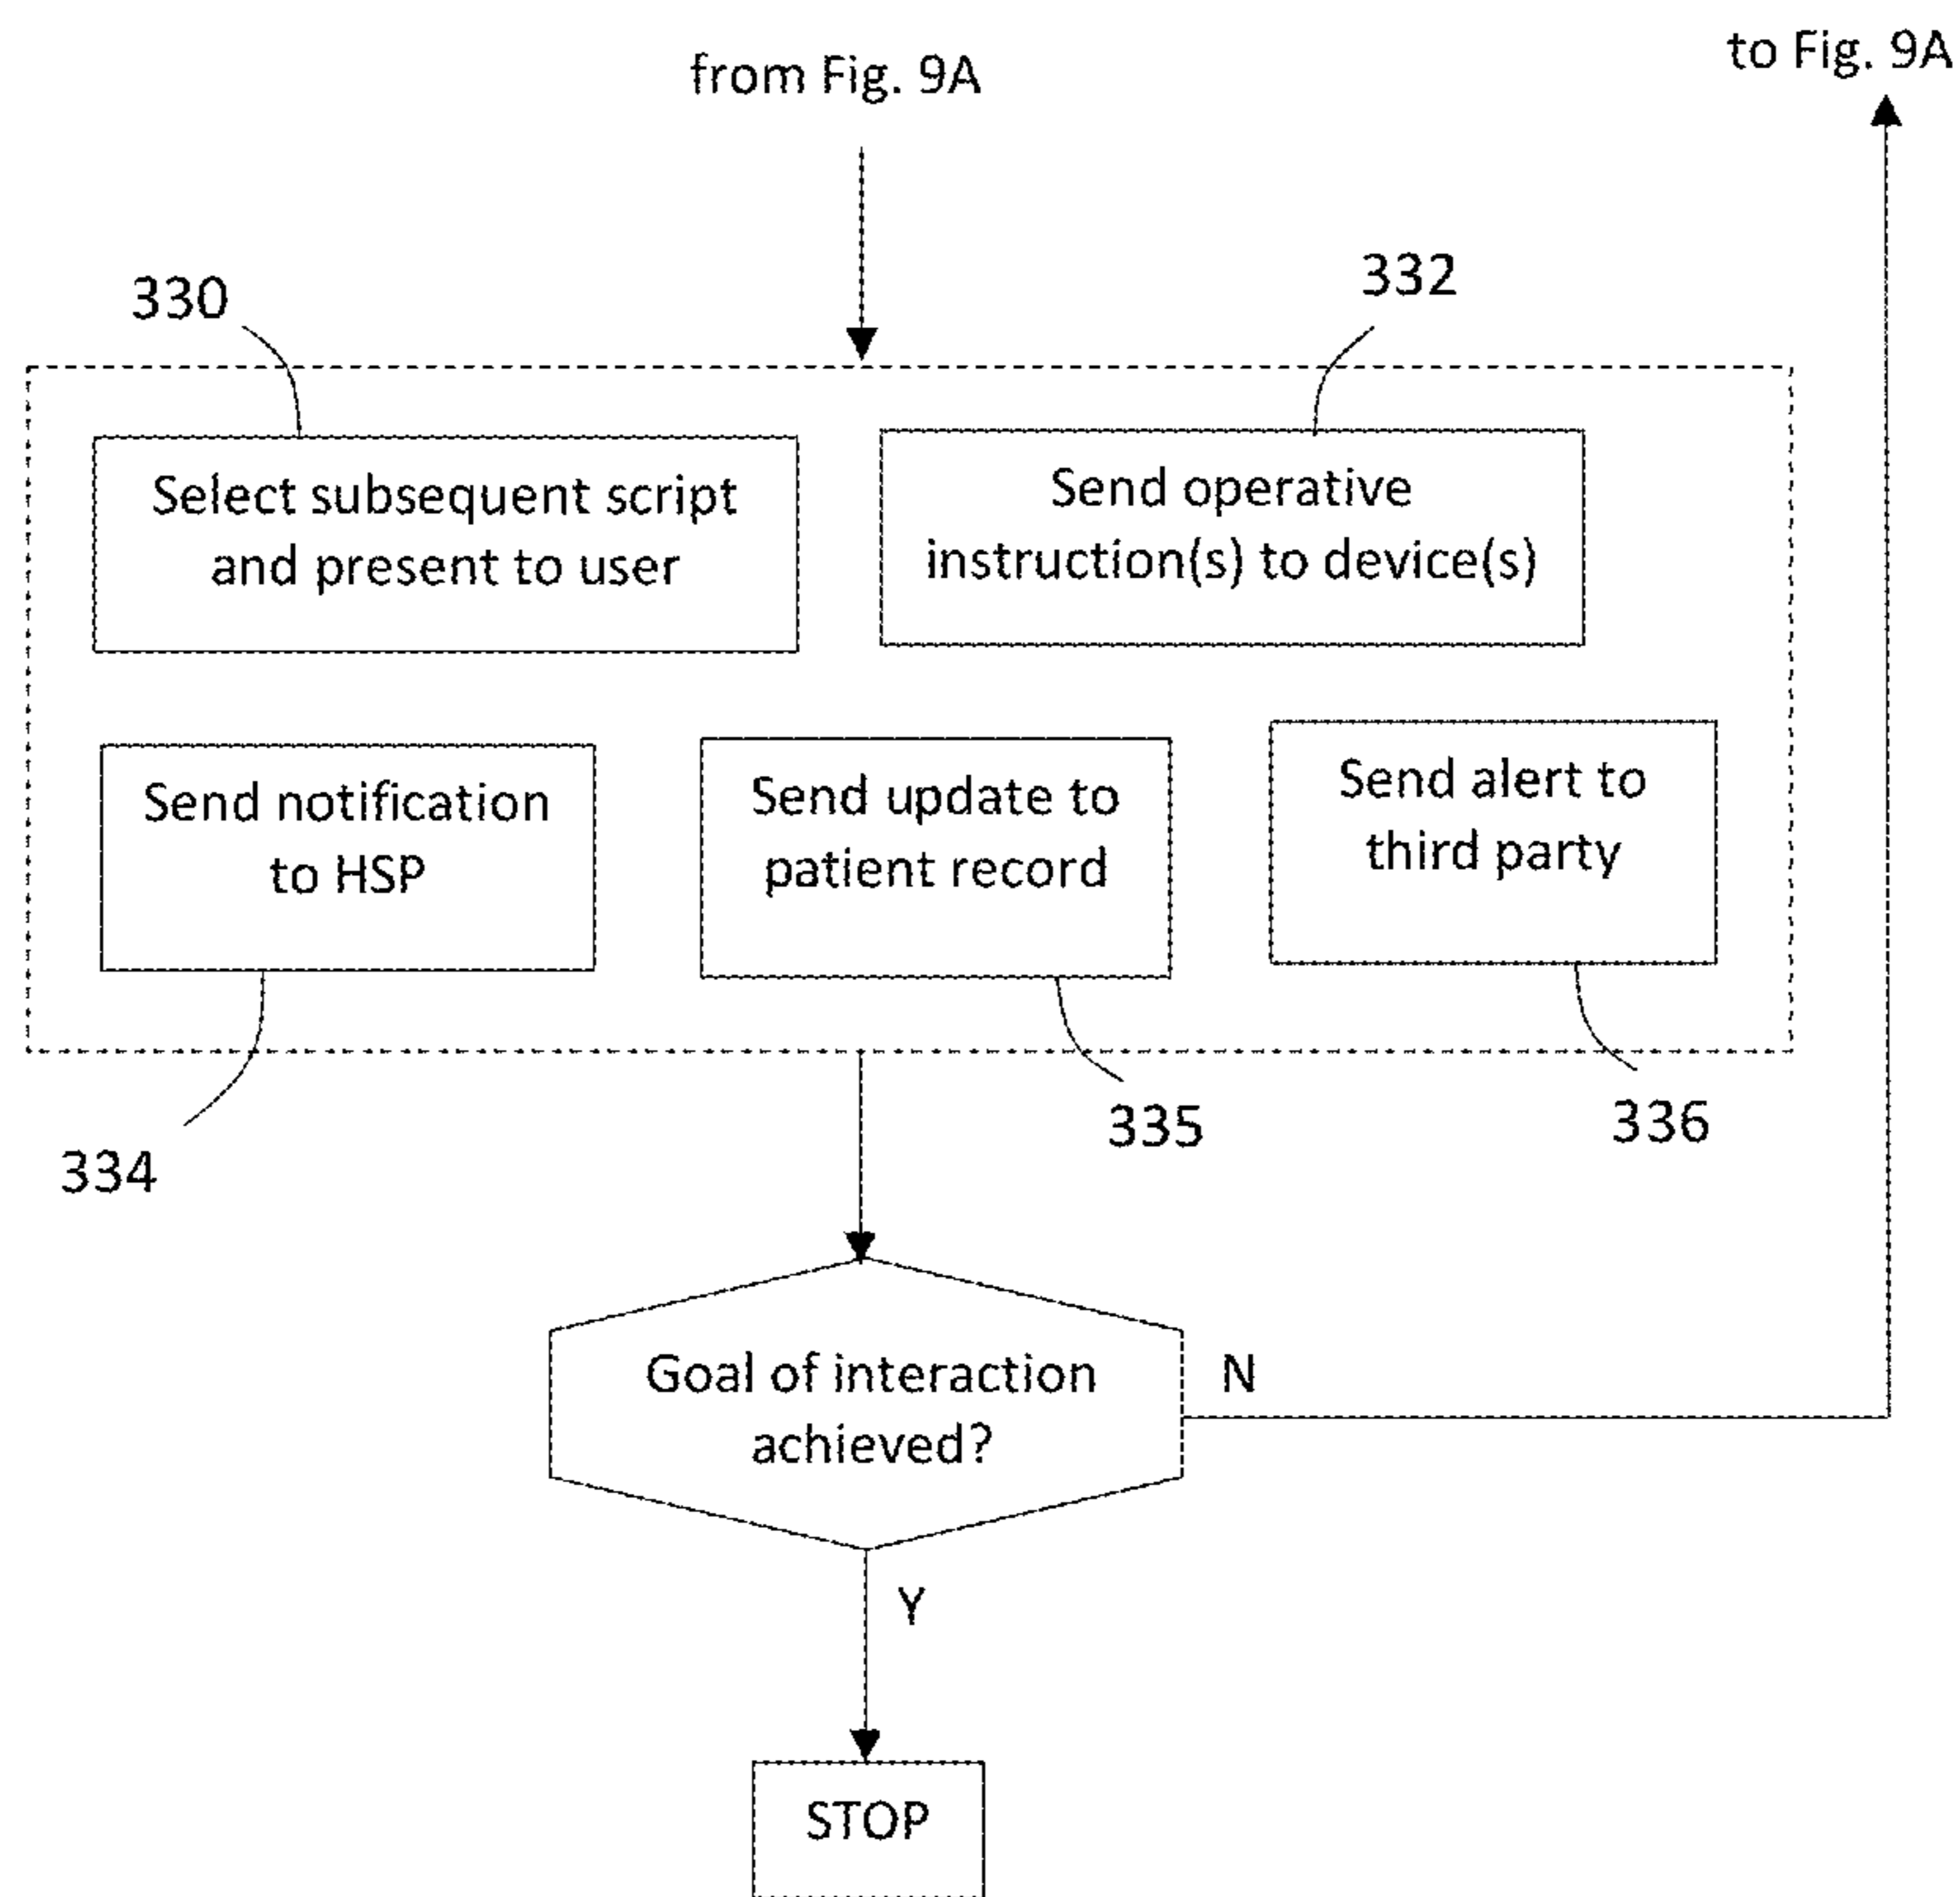 to Fig. 9A
from Fig. 9A
330
332
Select subsequent script
and present to user
Send operative
instruction(s) to device(s)
Send notification
to HSP
Send update to
patient record
Send alert to
third party
334
335
336
Goal of interaction
achieved?
N
Y
STOP